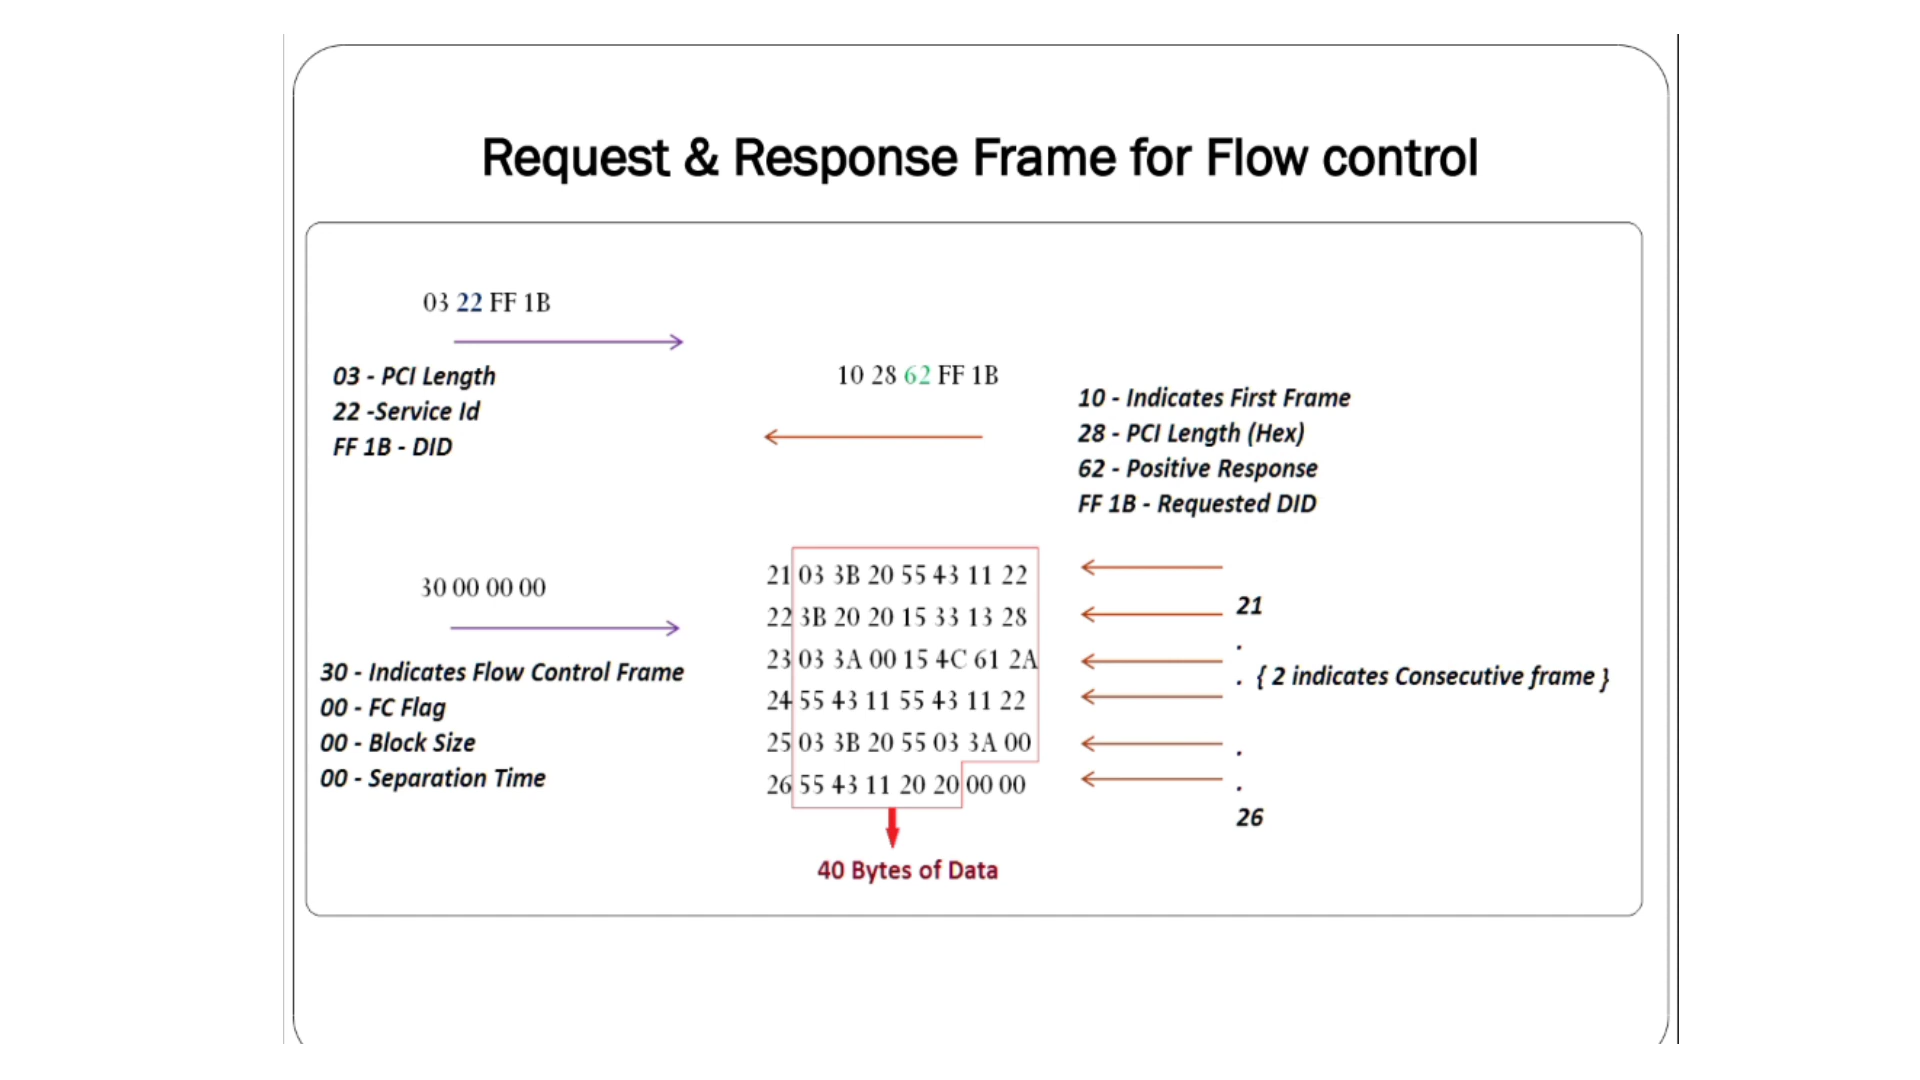 Request & Response Frame for Flow control
03 22 FF 1B
03 - PCI Length
22 -Service Id
FF 1B - DID
10 28 62 FF 1B
10 - Indicates First Frame
28 - PCI Length (Hex)
62 - Positive Response
FF 1B - Requested DID
30 00 00 00
30 - Indicates Flow Control Frame
00 - FC Flag
00 - Block Size
00 - Separation Time
21 03 3B 20 55 43 11 22
22 3B 20 20 15 33 13 28
23 03 3A 00 15 4C 61 2A
24 55 43 11 55 43 11 22
25 03 3B 20 55 03 3A 00
26 55 43 11 20 20 00 00
40 Bytes of Data
21
.
. { 2 indicates Consecutive frame }
.
.
26